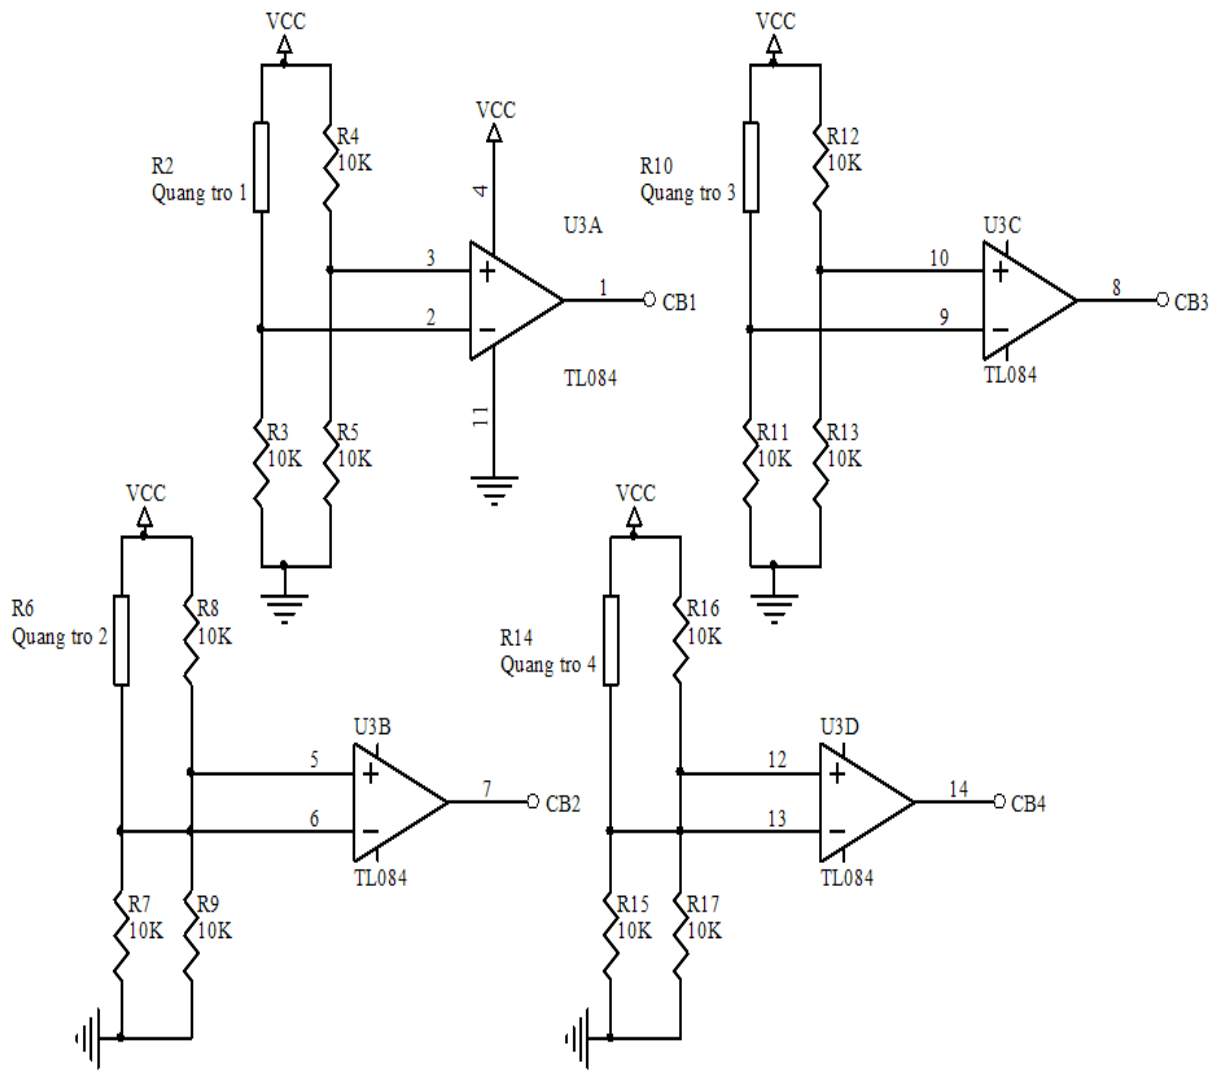 VCC
R2
Quang tro 1
R4
10K
VCC
4
U3A
3
2
1
CB1
TL084
11
R3
10K
R5
10K
VCC
R10
Quang tro 3
R12
10K
U3C
10
9
8
CB3
TL084
R11
10K
R13
10K
VCC
R6
Quang tro 2
R8
10K
U3B
5
6
7
CB2
TL084
R7
10K
R9
10K
VCC
R14
Quang tro 4
R16
10K
U3D
12
13
14
CB4
TL084
R15
10K
R17
10K